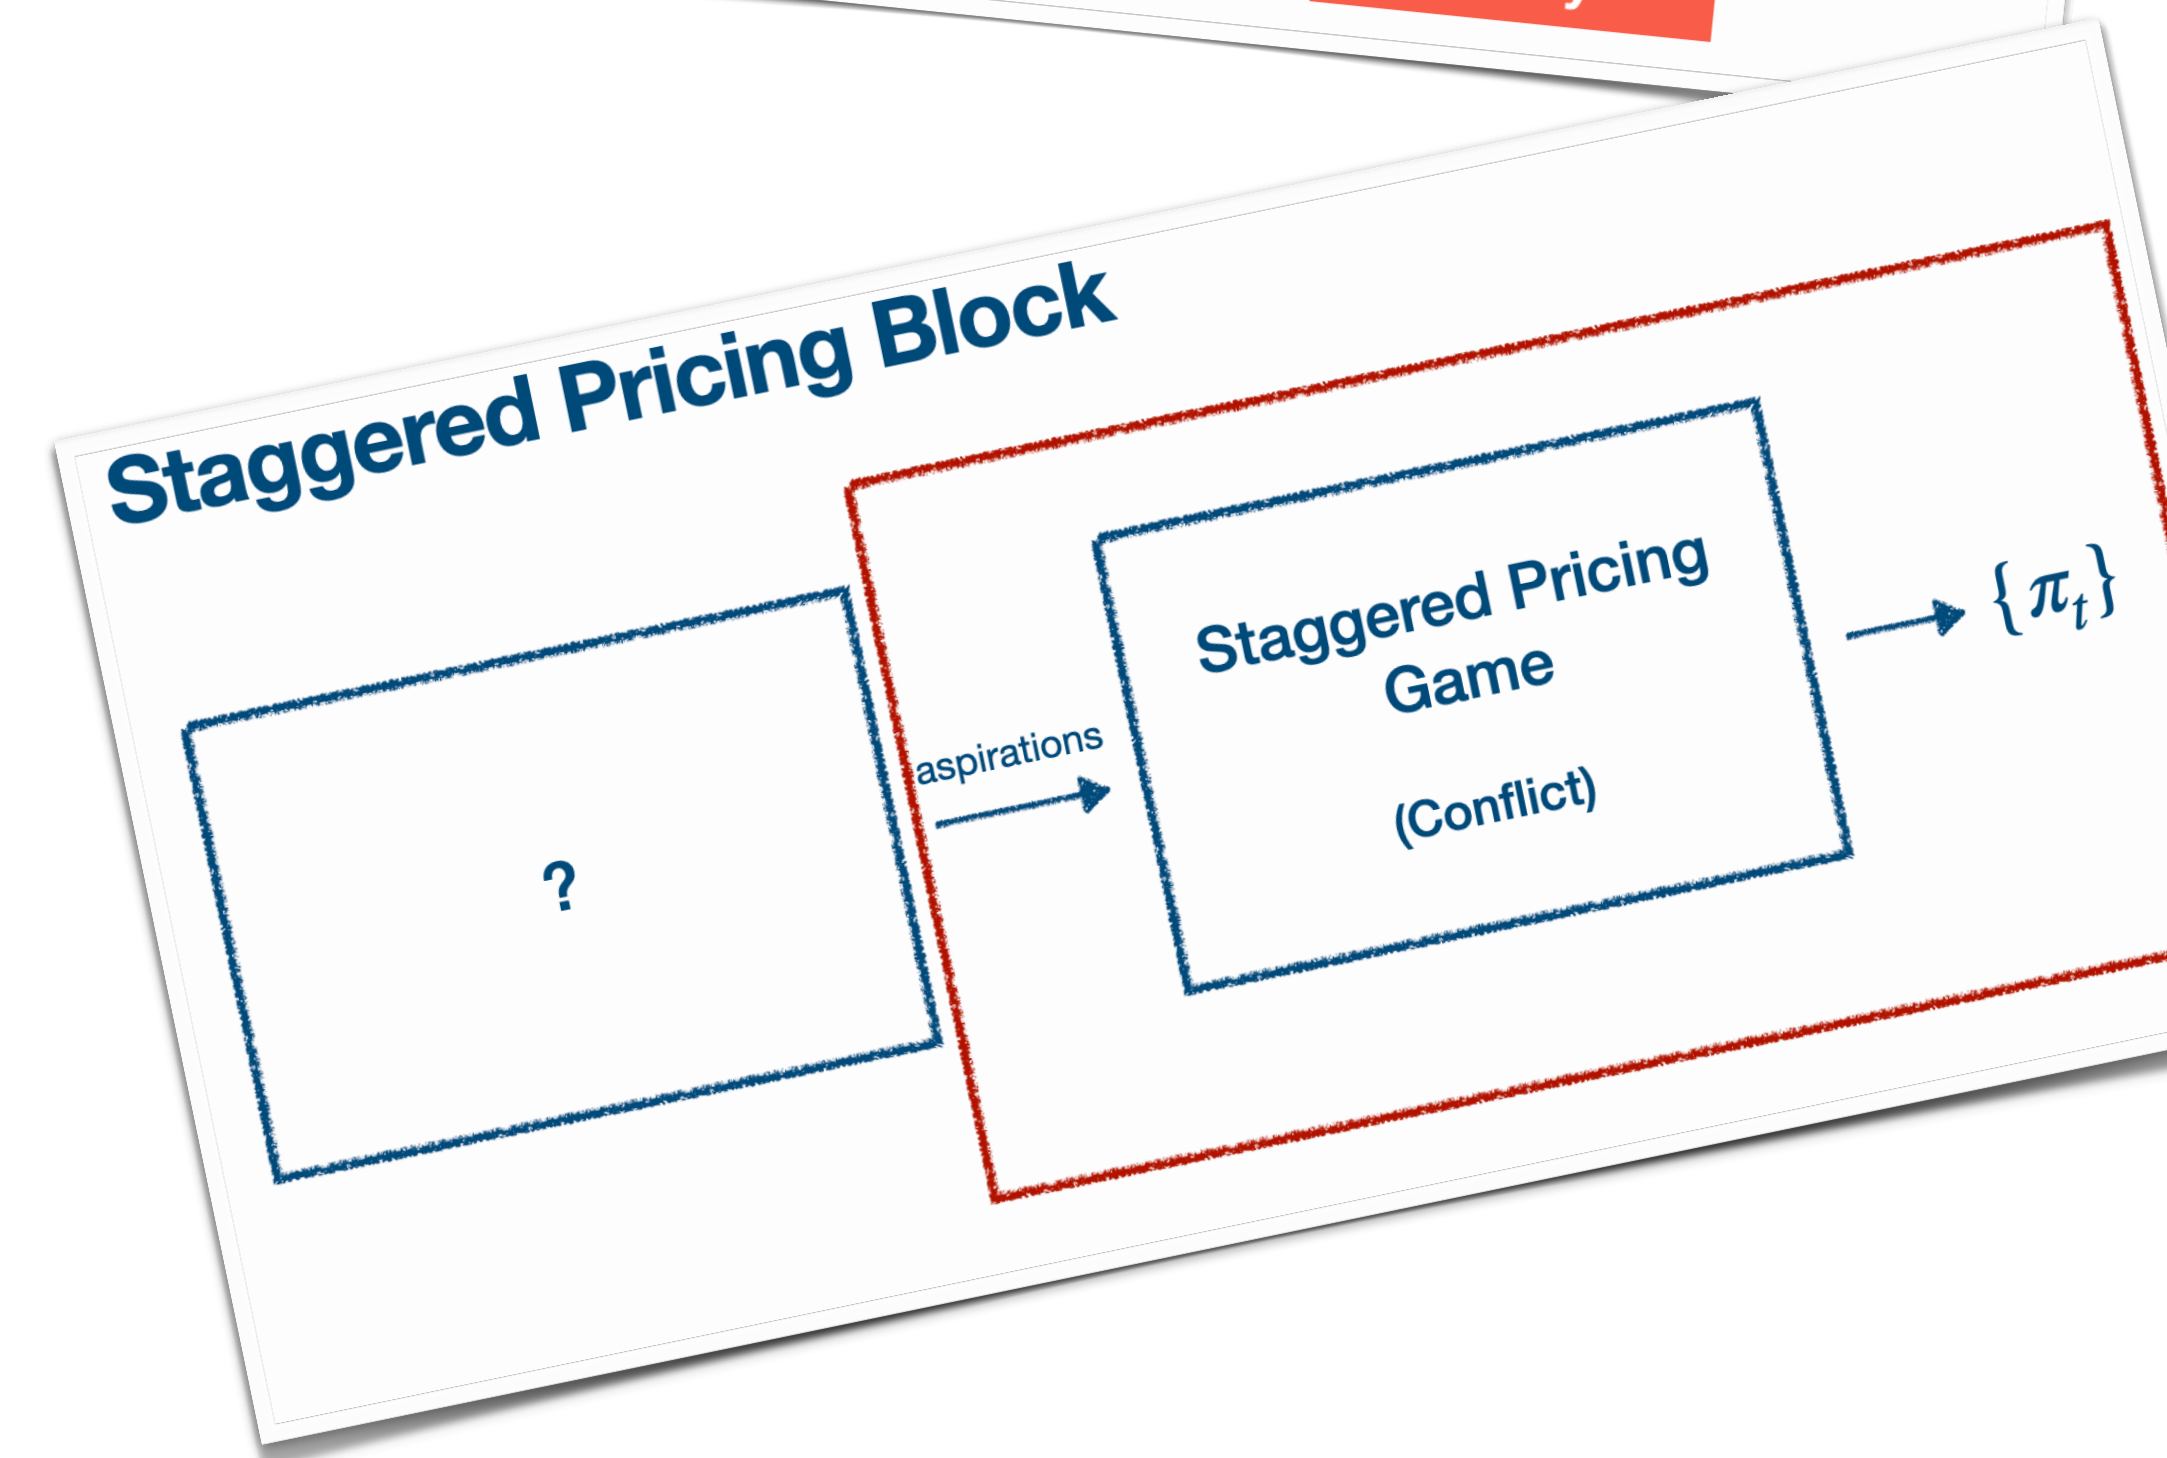 Staggered Pricing Block
?
aspirations
Staggered Pricing
Game
(Conflict)
{π_t}